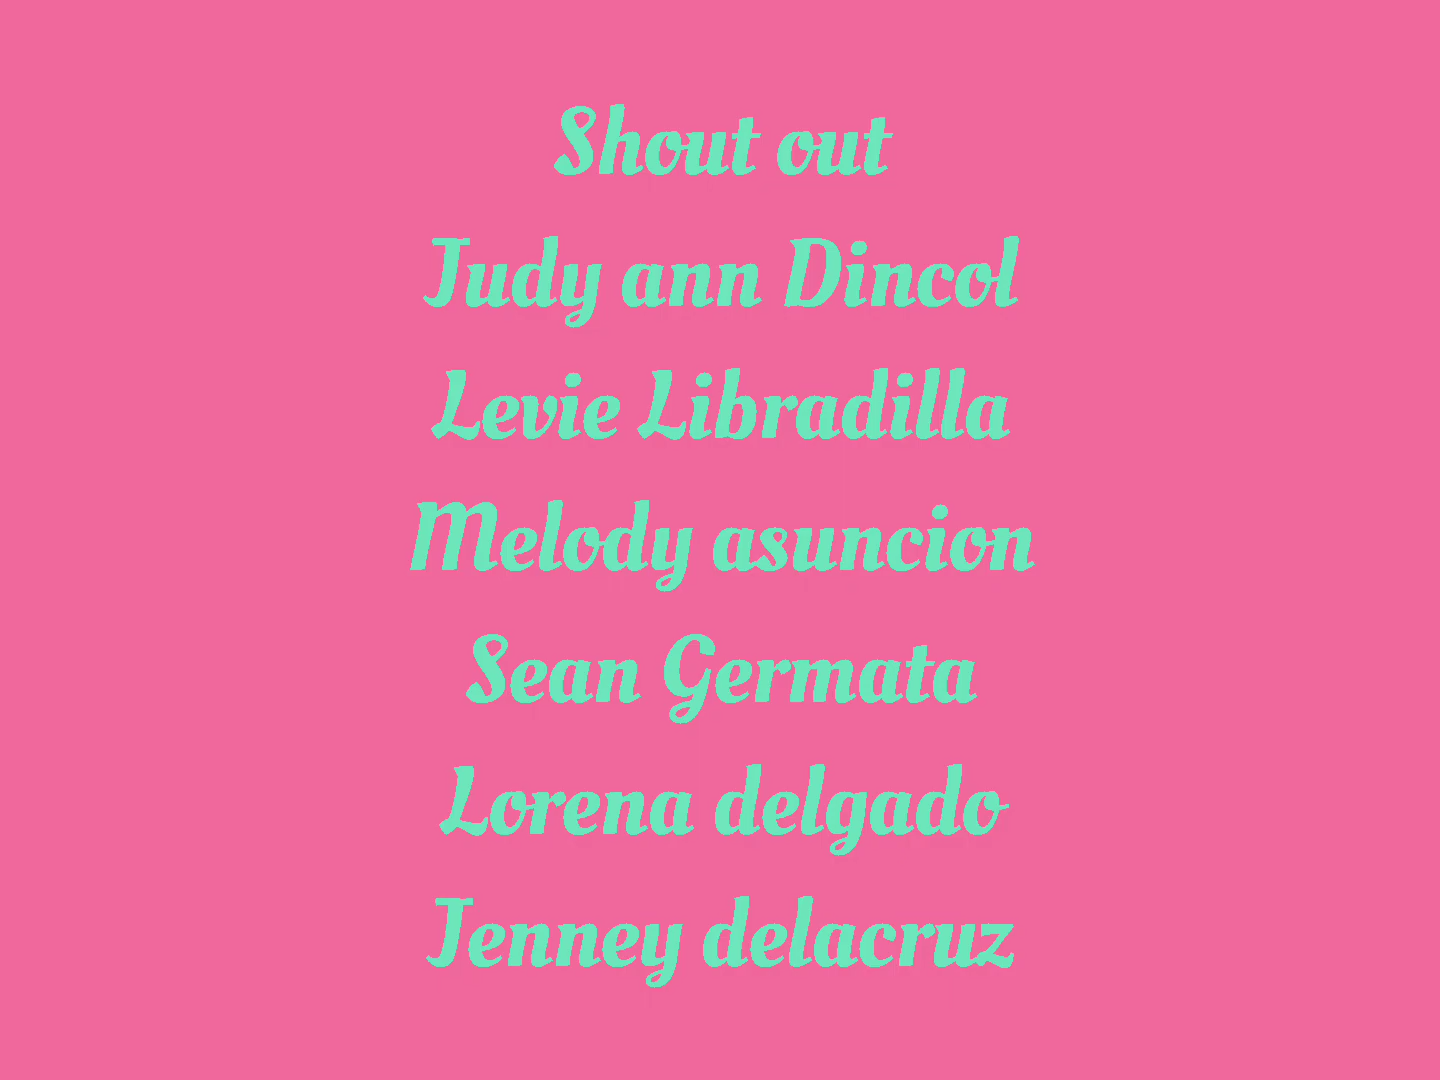 Shout out
Judy ann Dincol
Levie Libradilla
Melody asuncion
Sean Germata
Lorena delgado
Jenney delacruz